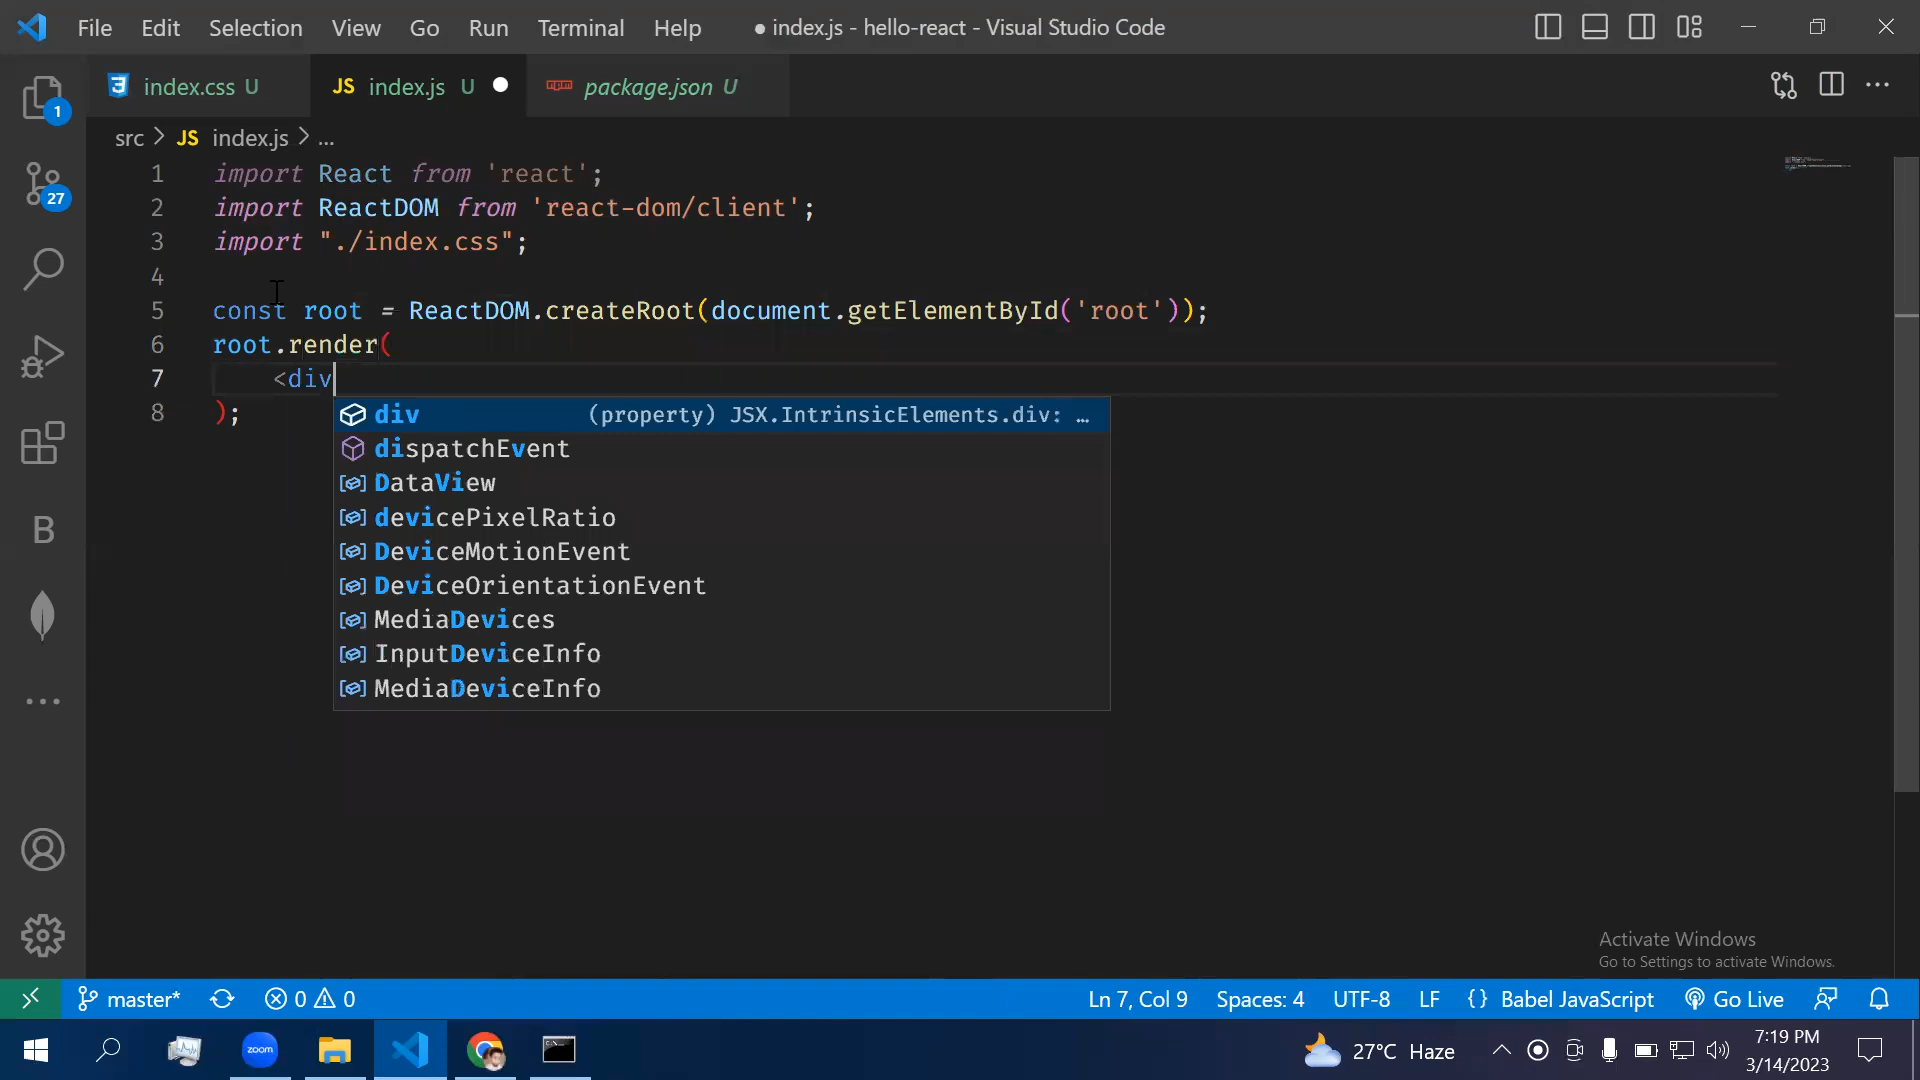 File Edit Selection View Go Run Terminal Help ● index.js - hello-react - Visual Studio Code
index.css U JS index.js U package.json U
1
src > JS index.js > ...
1 import React from 'react';
2 import ReactDOM from 'react-dom/client';
3 import "./index.css";
4
5 const root = ReactDOM.createRoot(document.getElementById('root'));
6 root.render(
7 <div
8 );
div (property) JSX.IntrinsicElements.div: …
dispatchEvent
DataView
devicePixelRatio
DeviceMotionEvent
DeviceOrientationEvent
MediaDevices
InputDeviceInfo
MediaDeviceInfo
27
B
Activate Windows
Go to Settings to activate Windows.
master* 0 0 Ln 7, Col 9 Spaces: 4 UTF-8 LF {} Babel JavaScript Go Live
zoom 27°C Haze 7:19 PM
3/14/2023